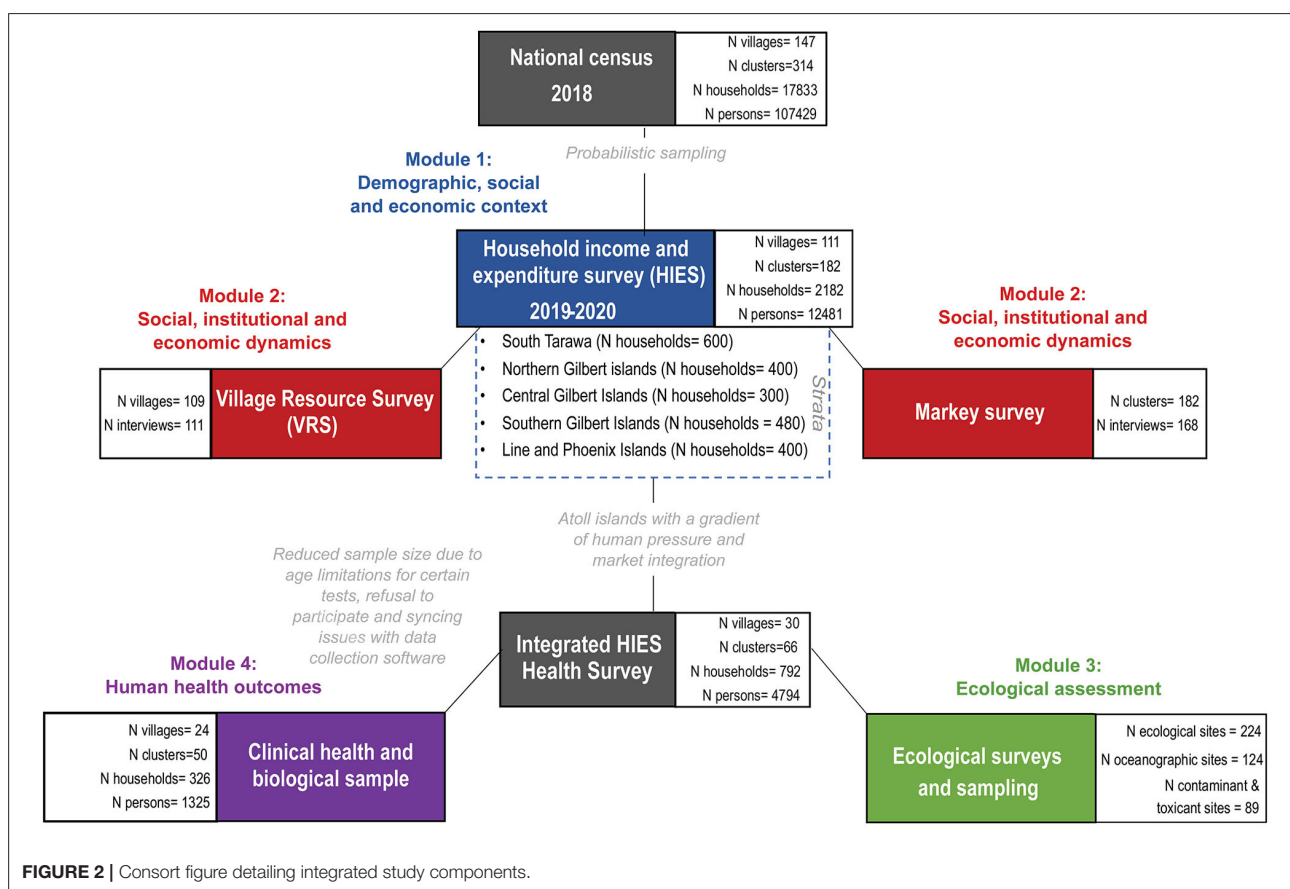 National census
2018
N villages= 147
N clusters=314
N households= 17833
N persons= 107429
Probabilistic sampling
Module 1:
Demographic, social
and economic context
Household income and
expenditure survey (HIES)
2019-2020
N villages= 111
N clusters=182
N households= 2182
N persons= 12481
Module 2:
Social, institutional and
economic dynamics
N villages= 109
N interviews= 111
Village Resource Survey
(VRS)
• South Tarawa (N households= 600)
• Northern Gilbert islands (N households= 400)
• Central Gilbert Islands (N households= 300)
• Southern Gilbert Islands (N households = 480)
• Line and Phoenix Islands (N households= 400)
Strata
Module 2:
Social, institutional and
economic dynamics
Markey survey
N clusters= 182
N interviews= 168
Atoll islands with a gradient
of human pressure and
market integration
Reduced sample size due to
age limitations for certain
tests, refusal to
participate and syncing
issues with data
collection software
Integrated HIES
Health Survey
N villages= 30
N clusters=66
N households= 792
N persons= 4794
Module 4:
Human health outcomes
N villages= 24
N clusters=50
N households= 326
N persons= 1325
Clinical health and
biological sample
Module 3:
Ecological assessment
Ecological surveys
and sampling
N ecological sites = 224
N oceanographic sites = 124
N contaminant &
toxicant sites = 89
FIGURE 2 | Consort figure detailing integrated study components.